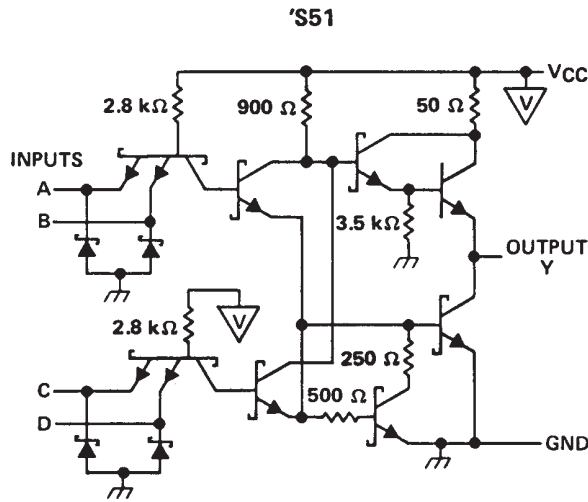 'S51
VCC
2.8 kΩ
900 Ω
50 Ω
V
INPUTS
A
B
3.5 kΩ
OUTPUT
Y
2.8 kΩ
V
250 Ω
C
500 Ω
D
GND